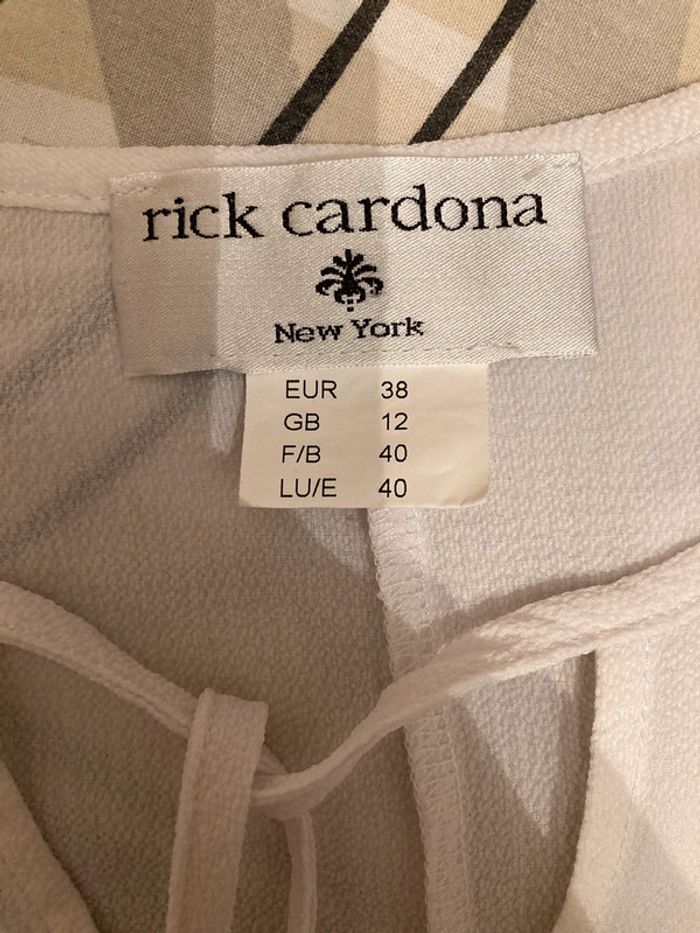 rick cardona
New York
EUR 38
GB 12
F/B 40
LU/E 40